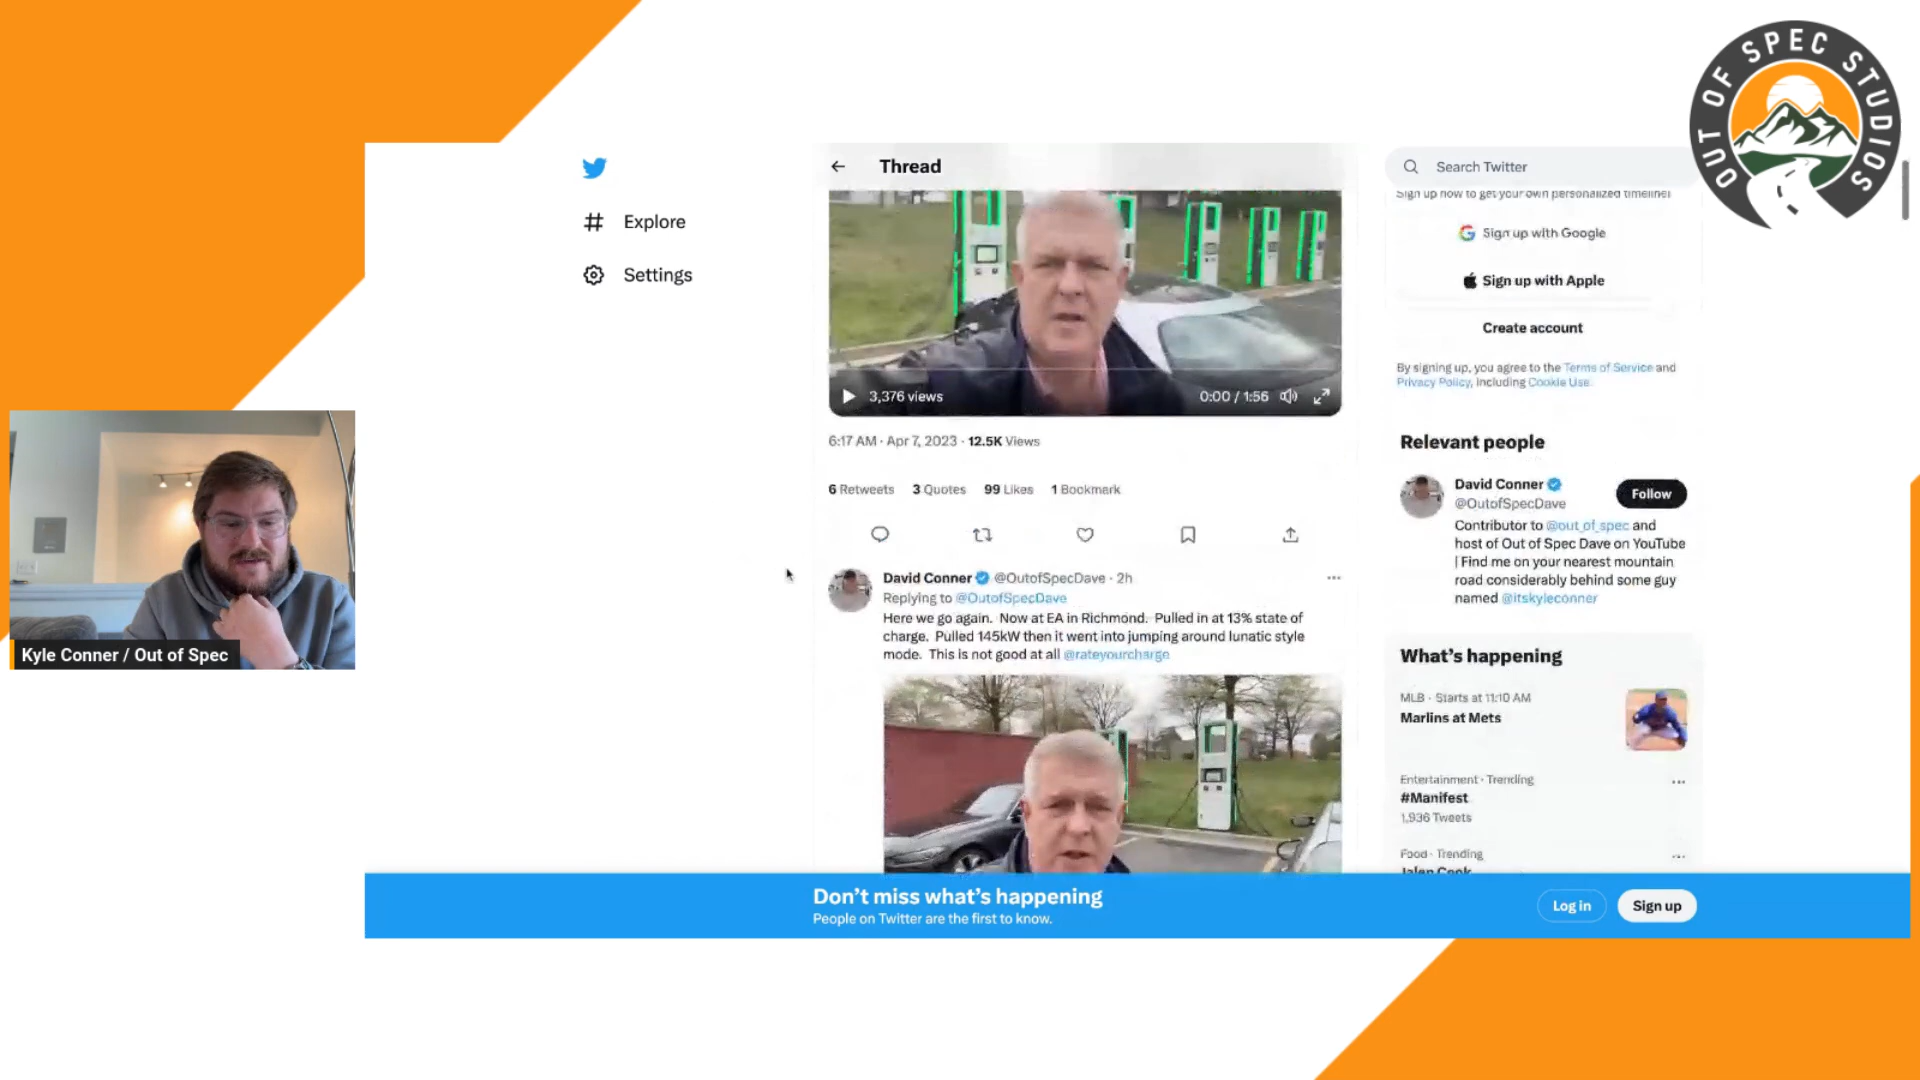 OUT OF SPEC STUDIOS
Explore
Settings
Thread
3,376 views
0:00 / 1:56
6:17 AM · Apr 7, 2023 · 12.5K Views
6 Retweets 3 Quotes 99 Likes 1 Bookmark
David Conner @OutofSpecDave · 2h
Replying to @OutofSpecDave
Here we go again. Now at EA in Richmond. Pulled in at 13% state of
charge. Pulled 145kW then it went into jumping around lunatic style
mode. This is not good at all @rateyourcharge
Search Twitter
Sign up now to get your own personalized timeline!
Sign up with Google
Sign up with Apple
Create account
By signing up, you agree to the Terms of Service and
Privacy Policy, including Cookie Use.
Relevant people
David Conner
@OutofSpecDave
Follow
Contributor to @out_of_spec and
host of Out of Spec Dave on YouTube
| Find me on your nearest mountain
road considerably behind some guy
named @itskyleconner
What's happening
MLB · Starts at 11:10 AM
Marlins at Mets
Entertainment · Trending
#Manifest
1,936 Tweets
Food · Trending
Jalen Cook
Kyle Conner / Out of Spec
Don't miss what's happening
People on Twitter are the first to know.
Log in
Sign up